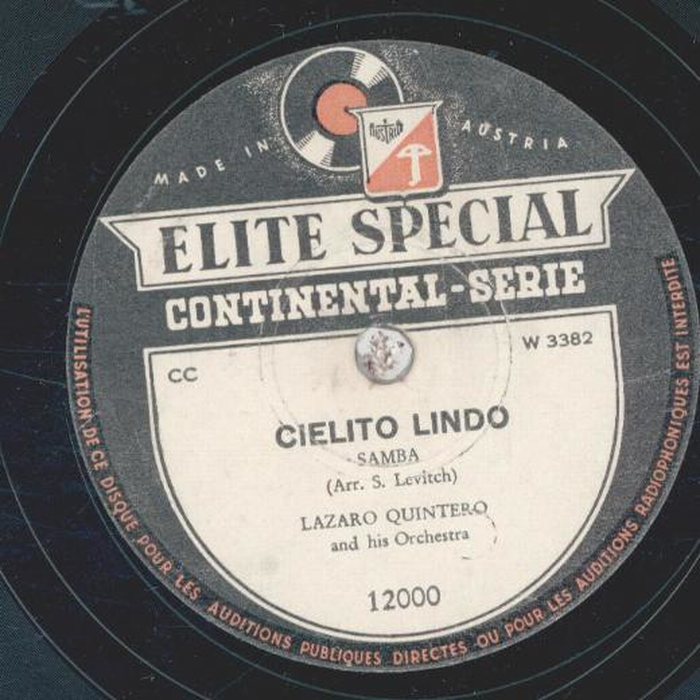 MADE IN AUSTRIA
AUSTRIA
ELITE SPECIAL
CONTINENTAL-SERIE
CC
W 3382
CIELITO LINDO
SAMBA
(Arr. S. Levitch)
LAZARO QUINTERO
and his Orchestra
12000
L'UTILISATION DE CE DISQUE POUR LES AUDITIONS PUBLIQUES DIRECTES OU POUR LES AUDITIONS RADIOPHONIQUES EST INTERDITE